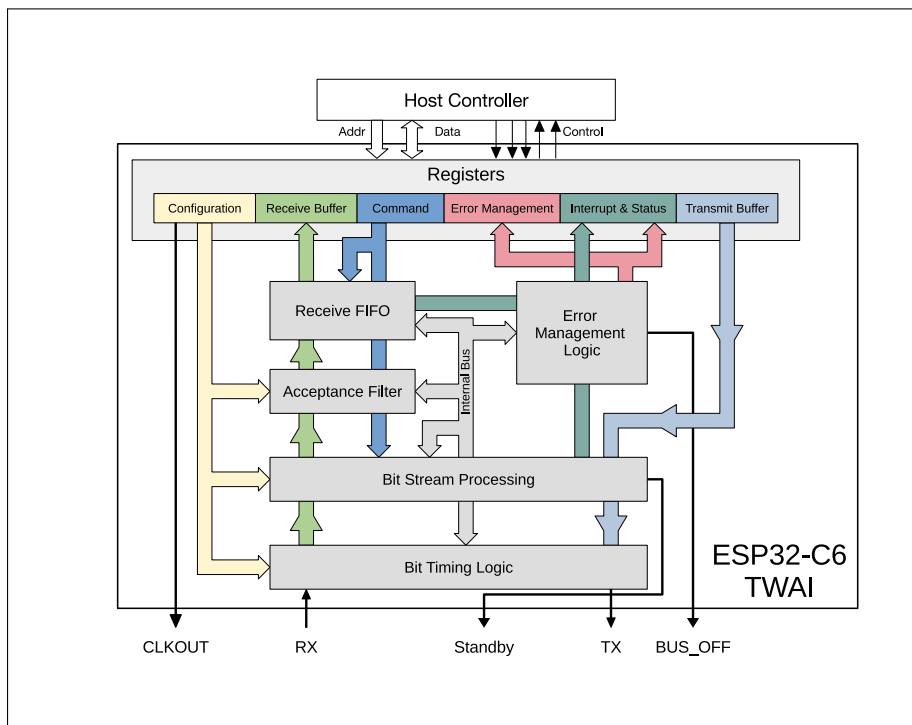 Host Controller
Addr
Data
Control
Registers
Configuration
Receive Buffer
Command
Error Management
Interrupt & Status
Transmit Buffer
Receive FIFO
Error
Management
Logic
Internal Bus
Acceptance Filter
Bit Stream Processing
Bit Timing Logic
ESP32-C6
TWAI
CLKOUT
RX
Standby
TX
BUS_OFF